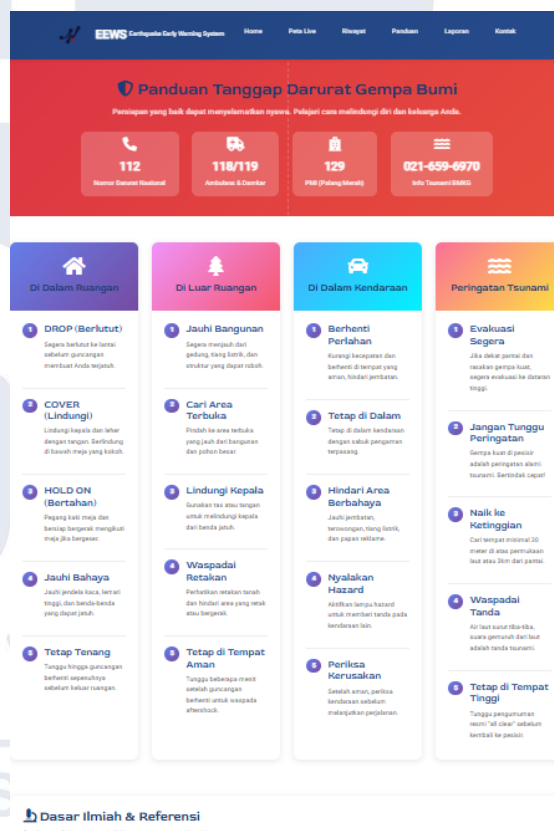 EEWS Earthquake Early Warning System Home Peta Live Riwayat Panduan Laporan Kontak
Panduan Tanggap Darurat Gempa Bumi
Persiapan yang baik dapat menyelamatkan nyawa. Pelajari cara melindungi diri dan keluarga Anda.
112
Nomor Darurat Nasional
118/119
Ambulans & Damkar
129
PMI (Palang Merah)
021-659-6970
Info Tsunami BMKG
Di Dalam Ruangan
1 DROP (Berlutut)
Segera berlutut ke lantai
sebelum guncangan
membuat Anda terjatuh.
2 COVER
(Lindungi)
Lindungi kepala dan leher
dengan tangan. Berlindung
di bawah meja yang kokoh.
3 HOLD ON
(Bertahan)
Pegang kaki meja dan
bersiap bergerak mengikuti
meja jika bergeser.
4 Jauhi Bahaya
Jauhi jendela kaca, lemari
tinggi, dan benda-benda
yang dapat jatuh.
5 Tetap Tenang
Tunggu hingga guncangan
berhenti sepenuhnya
sebelum keluar ruangan.
Di Luar Ruangan
1 Jauhi Bangunan
Segera menjauh dari
gedung, tiang listrik, dan
struktur yang dapat roboh.
2 Cari Area
Terbuka
Pindah ke area terbuka
yang jauh dari bangunan
dan pohon besar.
3 Lindungi Kepala
Gunakan tas atau tangan
untuk melindungi kepala
dari benda jatuh.
4 Waspadai
Retakan
Perhatikan retakan tanah
dan hindari area yang retak
atau bergerak.
5 Tetap di Tempat
Aman
Tunggu beberapa menit
setelah guncangan
berhenti untuk waspada
aftershock.
Di Dalam Kendaraan
1 Berhenti
Perlahan
Kurangi kecepatan dan
berhenti di tempat yang
aman, hindari jembatan.
2 Tetap di Dalam
Tetap di dalam kendaraan
dengan sabuk pengaman
terpasang.
3 Hindari Area
Berbahaya
Jauhi jembatan,
terowongan, tiang listrik,
dan papan reklame.
4 Nyalakan
Hazard
Aktifkan lampu hazard
untuk memberi tanda pada
kendaraan lain.
5 Periksa
Kerusakan
Setelah aman, periksa
kendaraan sebelum
melanjutkan perjalanan.
Peringatan Tsunami
1 Evakuasi
Segera
Jika dekat pantai dan
rasakan gempa kuat,
segera evakuasi ke dataran
tinggi.
2 Jangan Tunggu
Peringatan
Gempa kuat di pesisir
adalah peringatan alami
tsunami. Bertindak cepat!
3 Naik ke
Ketinggian
Cari tempat minimal 20
meter di atas permukaan
laut atau 3km dari pantai.
4 Waspadai
Tanda
Air laut surut tiba-tiba,
suara gemuruh dari laut
adalah tanda tsunami.
5 Tetap di Tempat
Tinggi
Tunggu pengumuman
resmi "all clear" sebelum
kembali ke pesisir.
Dasar Ilmiah & Referensi